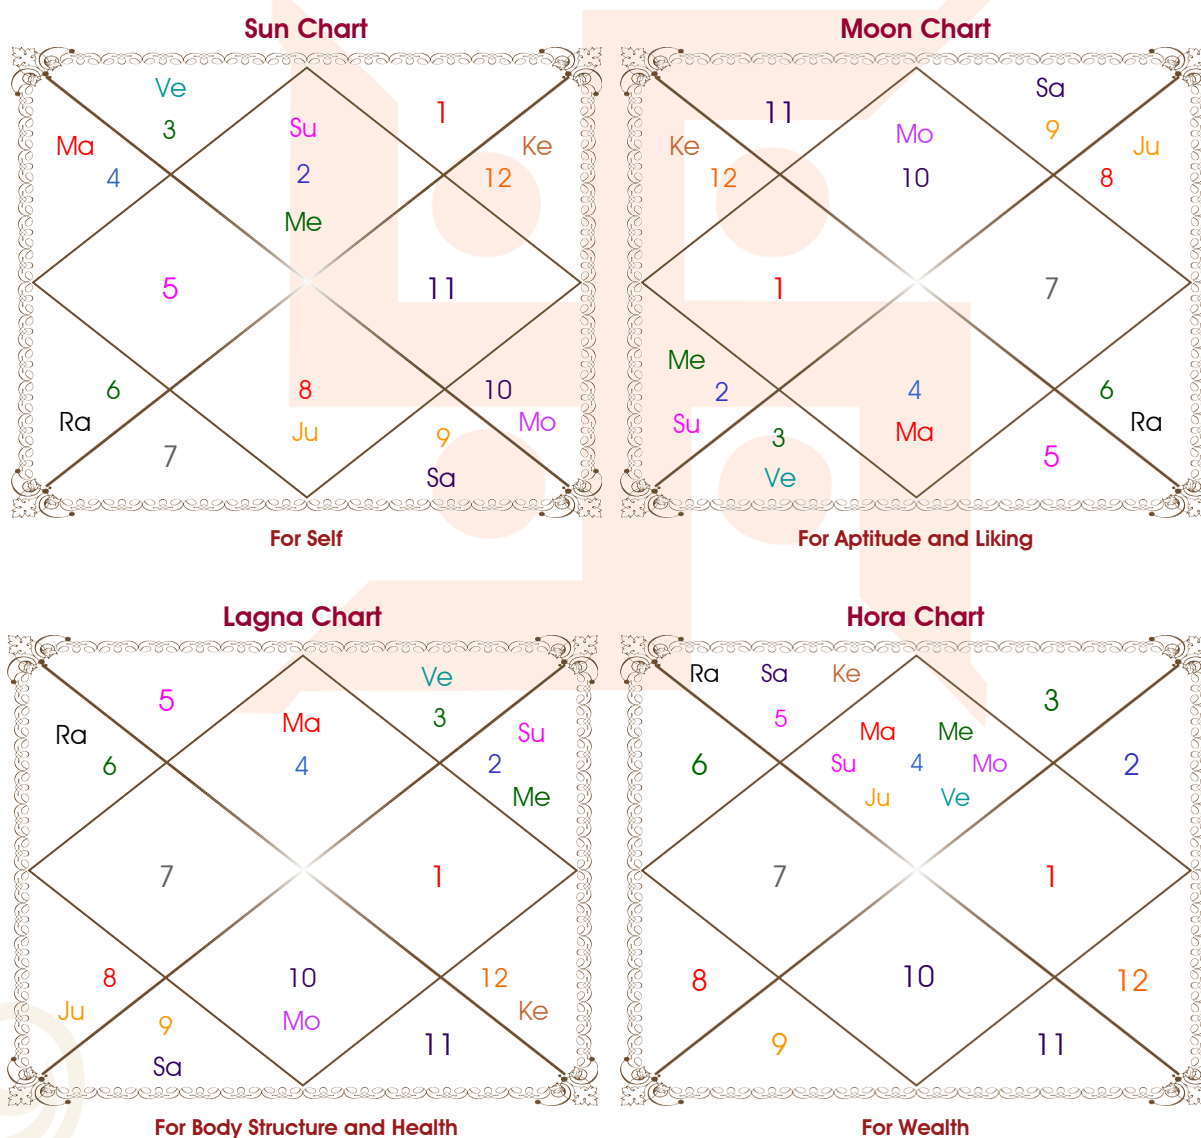 Sun Chart
Ve
3
Ma
4
Su
2
Me
1
Ke
12
5
11
6
Ra
7
8
Ju
10
Mo
9
Sa
For Self
Moon Chart
11
Ke
12
Mo
10
Sa
9
Ju
8
1
7
Me
2
Su
3
Ve
4
Ma
6
Ra
5
For Aptitude and Liking
Lagna Chart
5
Ra
6
Ma
4
Ve
3
Su
2
Me
7
1
8
Ju
9
Sa
10
Mo
12
Ke
11
For Body Structure and Health
Hora Chart
Ra Sa Ke
5
3
Ma Me
6
Su 4 Mo
2
Ju Ve
7
1
8
10
12
9
11
For Wealth